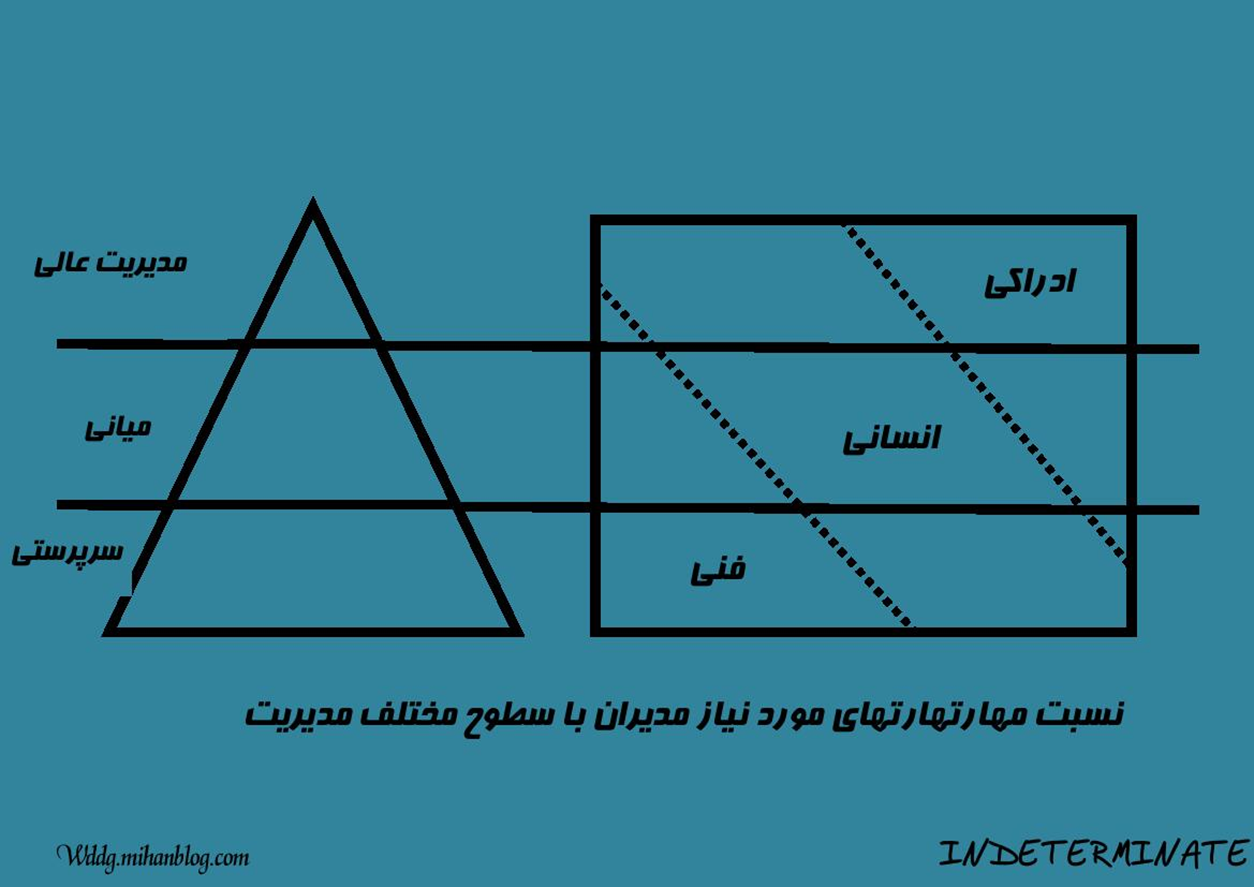 مدیریت عالی
ادراکی
میانی
انسانی
سرپرستی
فنی
نسبت مهارتهارتهای مورد نیاز مدیران با سطوح مختلف مدیریت
Wddg.mihanblog.com
INDETERMINATE